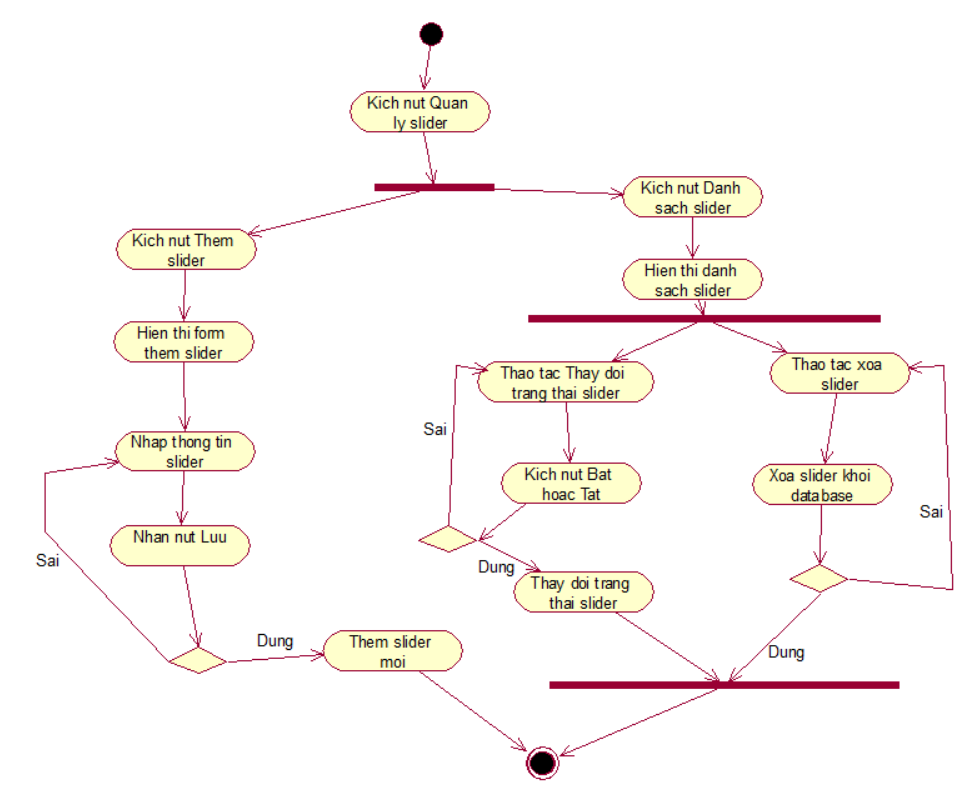 Kich nut Quan
ly slider
Kich nut Danh
sach slider
Kich nut Them
slider
Hien thi danh
sach slider
Hien thi form
them slider
Thao tac Thay doi
trang thai slider
Thao tac xoa
slider
Sai
Nhap thong tin
slider
Kich nut Bat
hoac Tat
Xoa slider khoi
database
Sai
Nhan nut Luu
Sai
Dung
Thay doi trang
thai slider
Dung
Them slider
moi
Dung